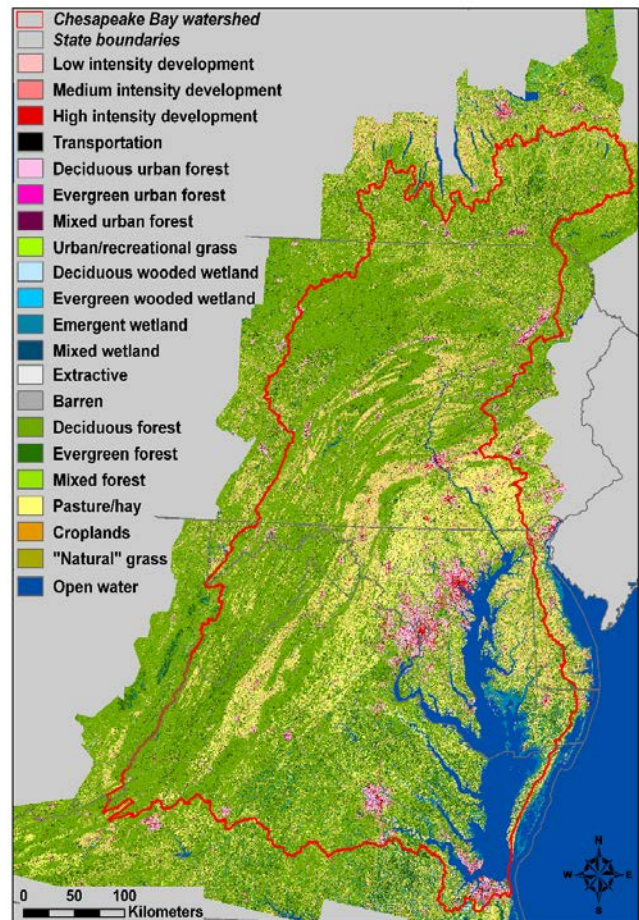 Chesapeake Bay watershed
State boundaries
Low intensity development
Medium intensity development
High intensity development
Transportation
Deciduous urban forest
Evergreen urban forest
Mixed urban forest
Urban/recreational grass
Deciduous wooded wetland
Evergreen wooded wetland
Emergent wetland
Mixed wetland
Extractive
Barren
Deciduous forest
Evergreen forest
Mixed forest
Pasture/hay
Croplands
"Natural" grass
Open water
N
W E
S
0 25 50 100
Kilometers